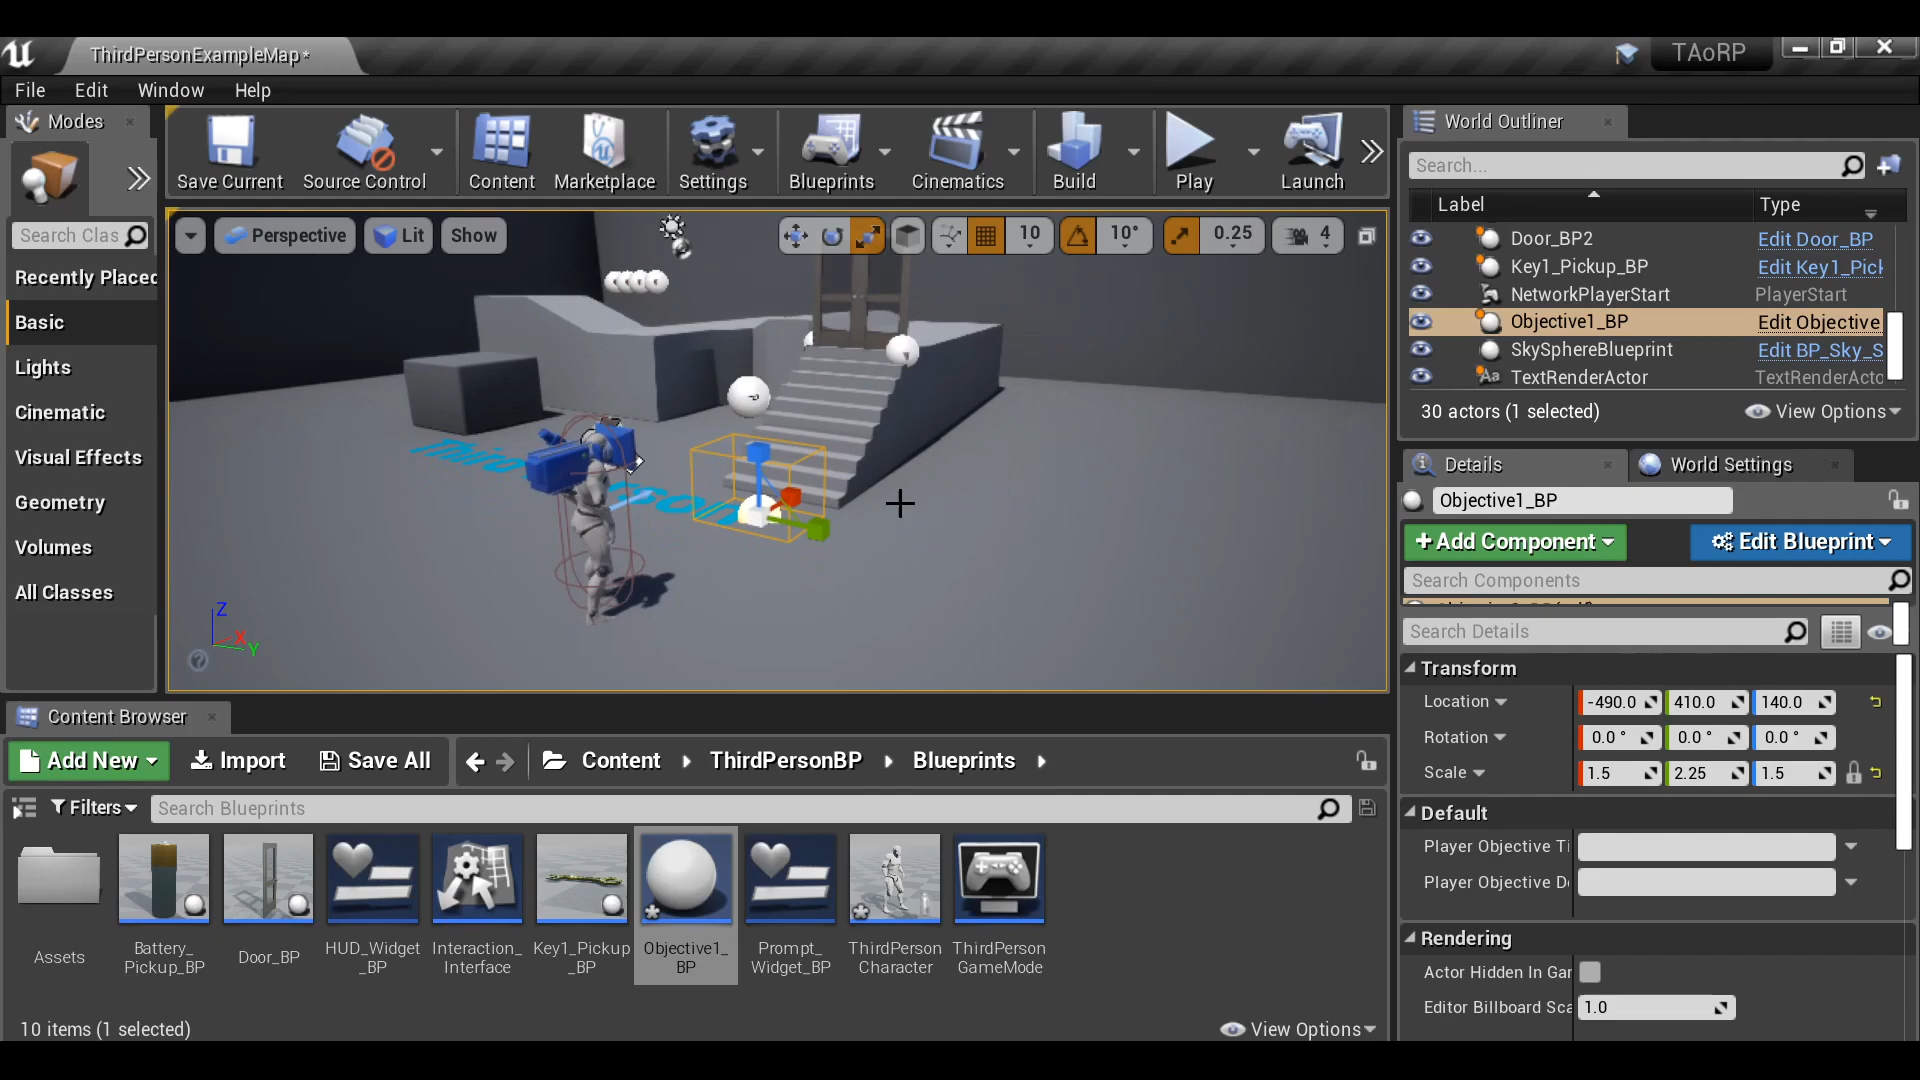 ThirdPersonExampleMap*
TAoRP
File Edit Window Help
Modes
Search Clas
Recently Placed
Basic
Lights
Cinematic
Visual Effects
Geometry
Volumes
All Classes
Save Current
Source Control
Content
Marketplace
Settings
Blueprints
Cinematics
Build
Play
Launch
Perspective
Lit
Show
10
10°
0.25
4
Z
X
Y
World Outliner
Search...
Label
Type
Door_BP2 Edit Door_BP
Key1_Pickup_BP Edit Key1_Pick
NetworkPlayerStart PlayerStart
Objective1_BP Edit Objective
SkySphereBlueprint Edit BP_Sky_S
TextRenderActor TextRenderActo
30 actors (1 selected)
View Options
Details
World Settings
Objective1_BP
+Add Component
Edit Blueprint
Search Components
Search Details
Transform
Location -490.0 410.0 140.0
Rotation 0.0 ° 0.0 ° 0.0 °
Scale 1.5 2.25 1.5
Default
Player Objective Ti
Player Objective D
Rendering
Actor Hidden In Gar
Editor Billboard Sca 1.0
Content Browser
Add New
Import
Save All
Content
ThirdPersonBP
Blueprints
Filters
Search Blueprints
Assets
Battery_
Pickup_BP
Door_BP
HUD_Widget
_BP
Interaction_
Interface
Key1_Pickup
_BP
Objective1_
BP
Prompt_
Widget_BP
ThirdPerson
Character
ThirdPerson
GameMode
10 items (1 selected)
View Options